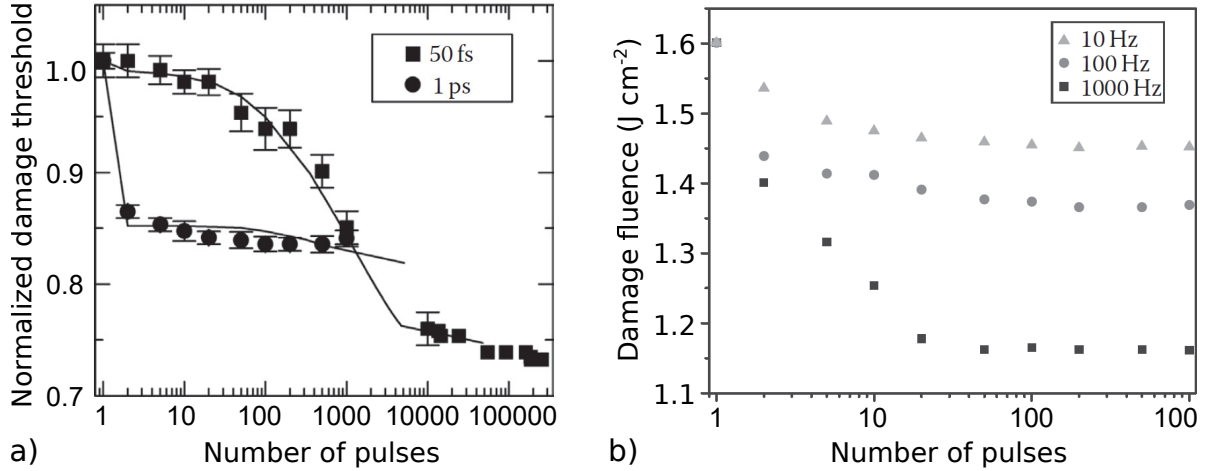 Normalized damage threshold
1.0
0.9
0.8
0.7
50 fs
1 ps
1 10 100 1000 10000 100000
Number of pulses
a)
Damage fluence (J cm⁻²)
1.6
1.5
1.4
1.3
1.2
1.1
10 Hz
100 Hz
1000 Hz
1 10 100 100
Number of pulses
b)